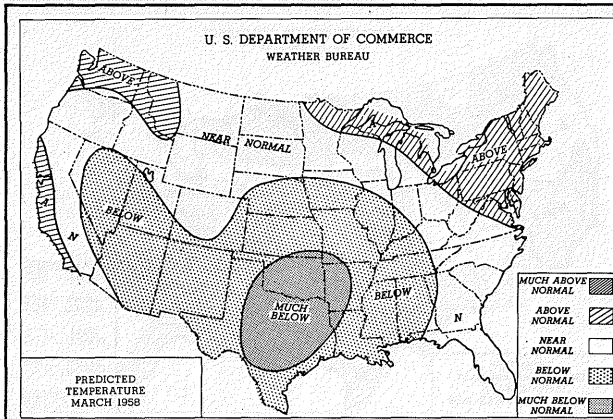 U. S. DEPARTMENT OF COMMERCE
WEATHER BUREAU
ABOVE
NEAR NORMAL
ABOVE
A
N
BELOW
MUCH
BELOW
BELOW
N
MUCH ABOVE
NORMAL
ABOVE
NORMAL
NEAR
NORMAL
BELOW
NORMAL
MUCH BELOW
NORMAL
PREDICTED
TEMPERATURE
MARCH 1958